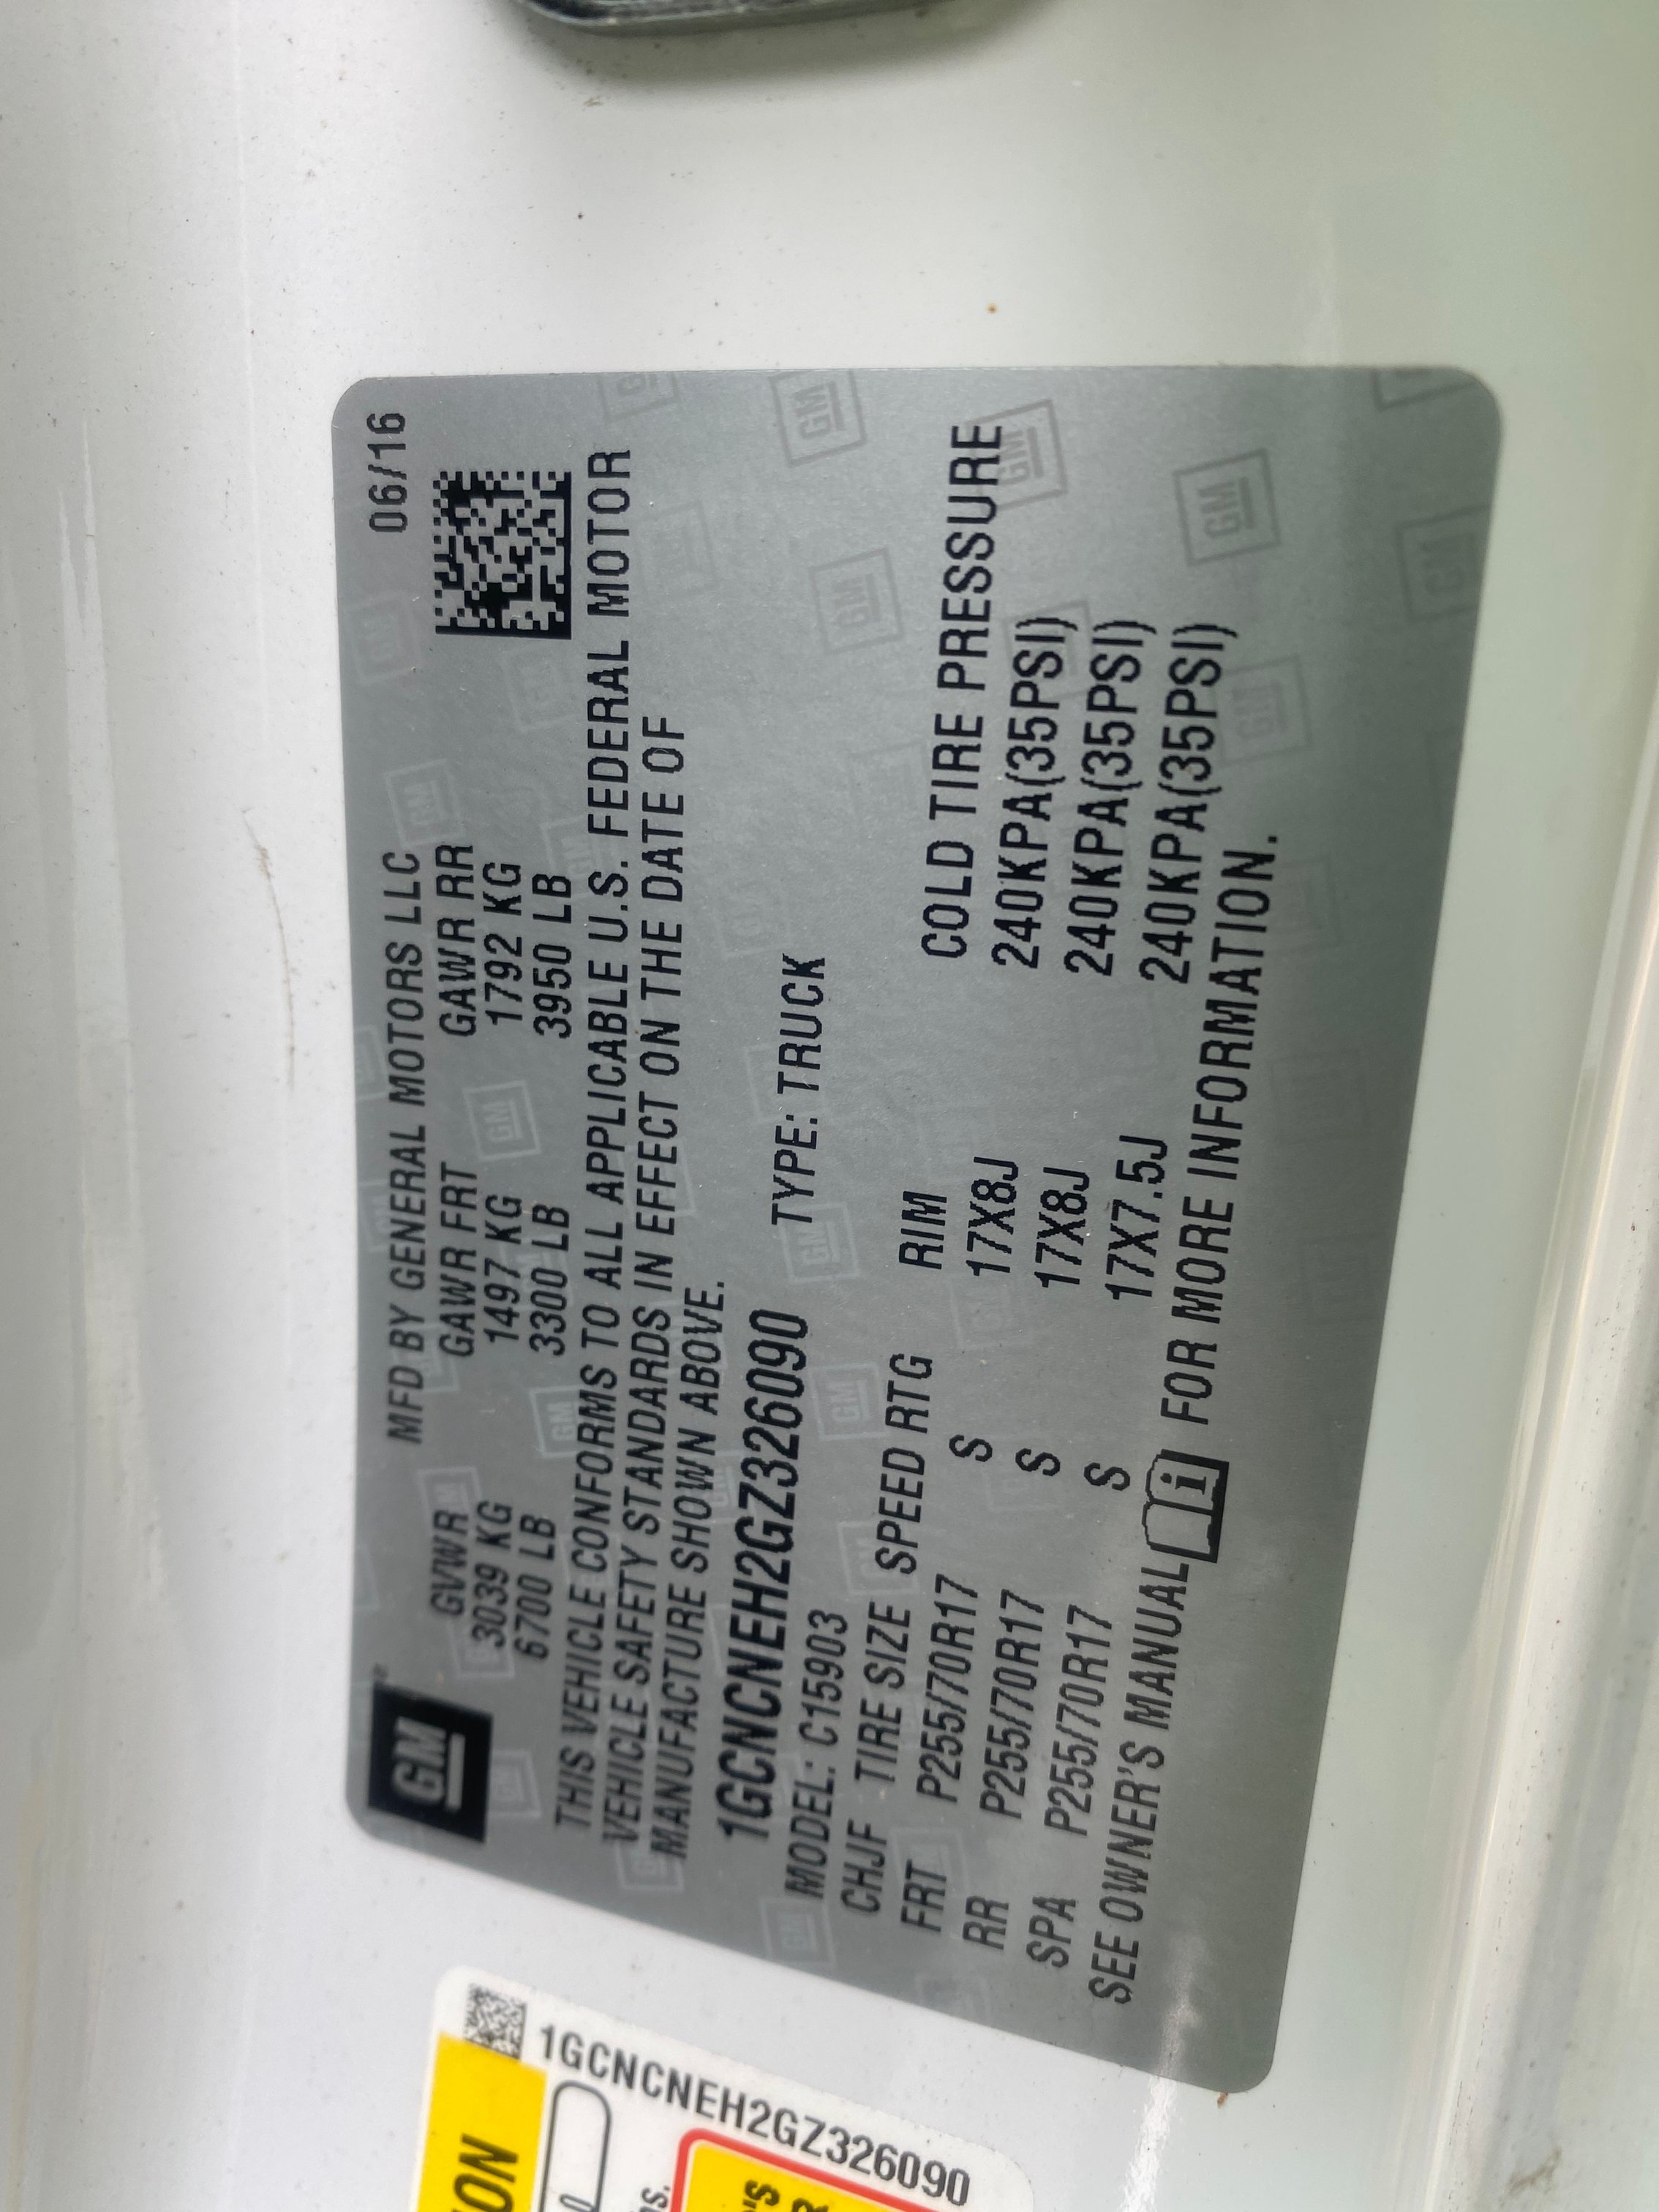 GM
MFD BY GENERAL MOTORS LLC 06/16
GVWR GAWR FRT GAWR RR
3039 KG 1497 KG 1792 KG
6700 LB 3300 LB 3950 LB
THIS VEHICLE CONFORMS TO ALL APPLICABLE U.S. FEDERAL MOTOR
VEHICLE SAFETY STANDARDS IN EFFECT ON THE DATE OF
MANUFACTURE SHOWN ABOVE.
1GCNCNEH2GZ326090 TYPE: TRUCK
MODEL: C15903
CHJF TIRE SIZE SPEED RTG RIM COLD TIRE PRESSURE
FRT P255/70R17 S 17X8J 240KPA(35PSI)
RR P255/70R17 S 17X8J 240KPA(35PSI)
SPA P255/70R17 S 17X7.5J 240KPA(35PSI)
SEE OWNER'S MANUAL i FOR MORE INFORMATION.
1GCNCNEH2GZ326090